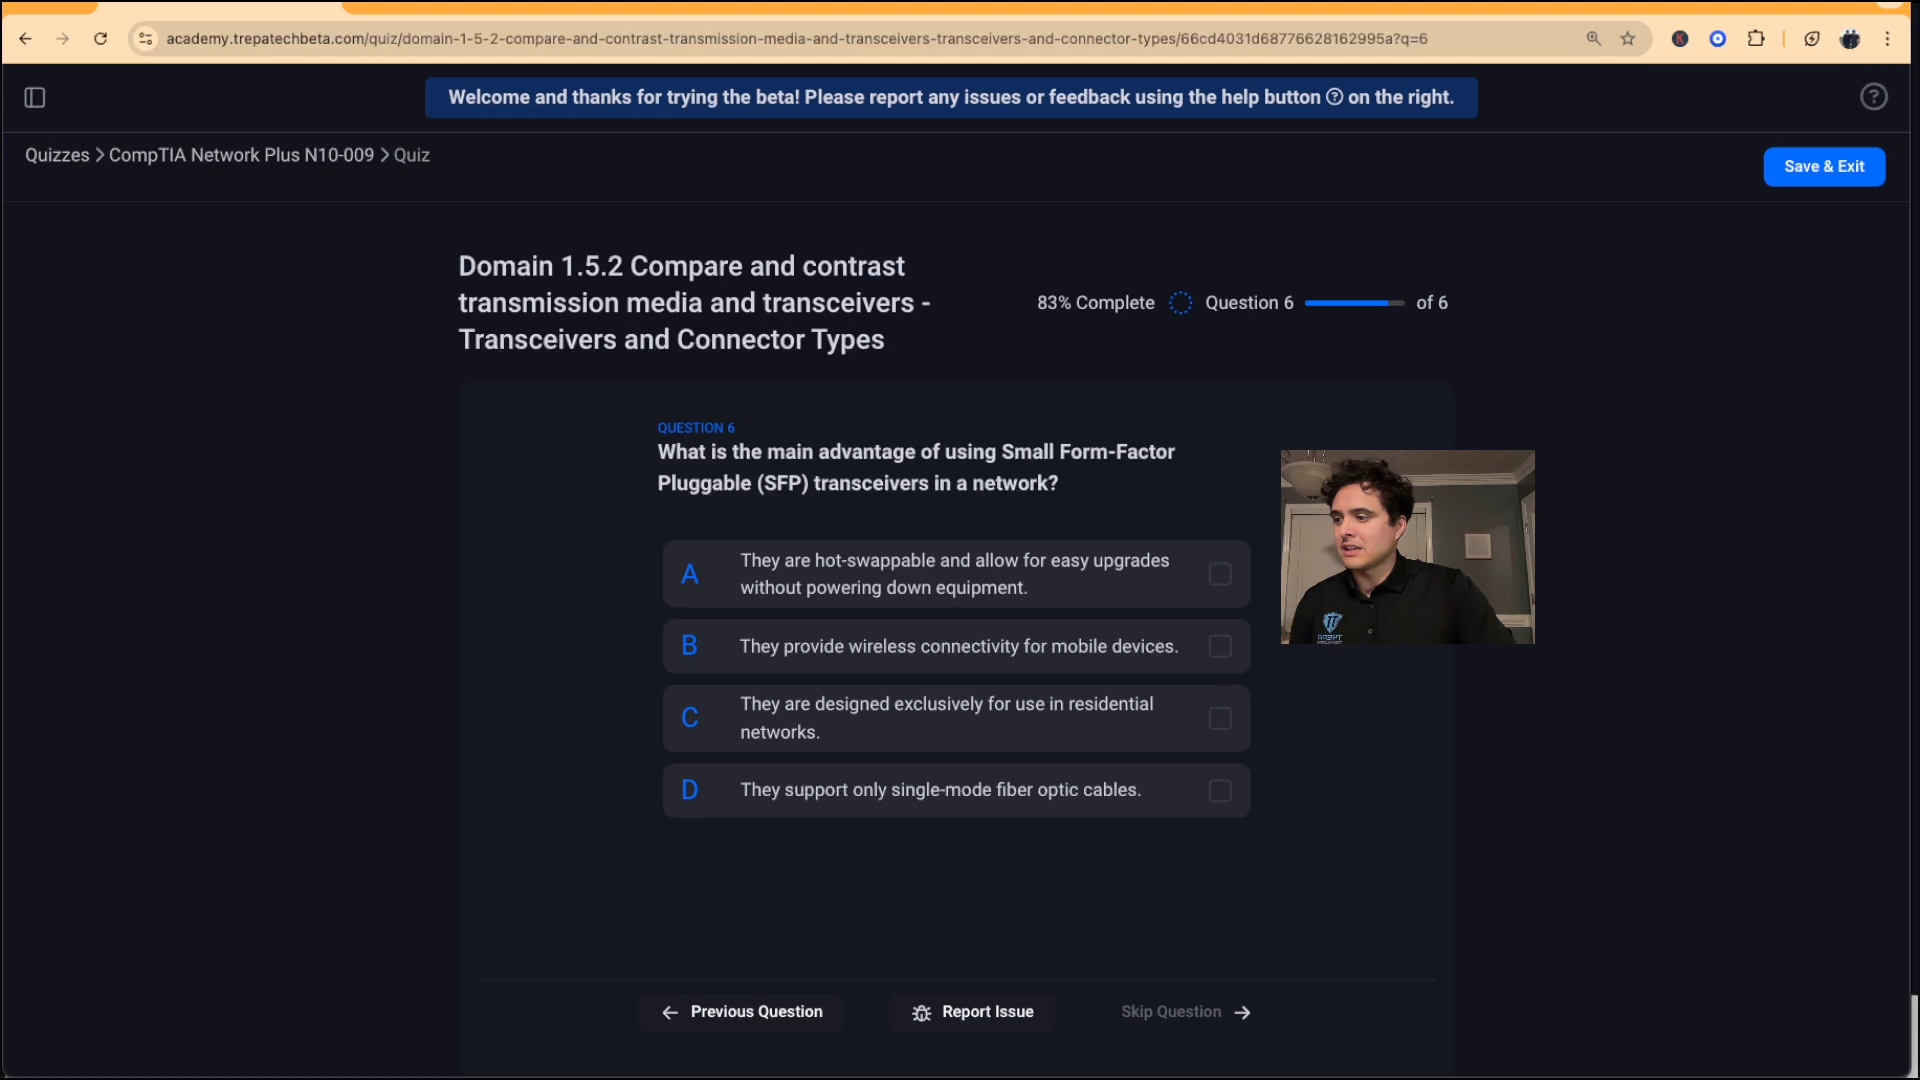 academy.trepatechbeta.com/quiz/domain-1-5-2-compare-and-contrast-transmission-media-and-transceivers-transceivers-and-connector-types/66cd4031d68776628162995a?q=6
Welcome and thanks for trying the beta! Please report any issues or feedback using the help button ? on the right.
Quizzes > CompTIA Network Plus N10-009 > Quiz
Save & Exit
Domain 1.5.2 Compare and contrast
transmission media and transceivers -
Transceivers and Connector Types
83% Complete Question 6 of 6
QUESTION 6
What is the main advantage of using Small Form-Factor
Pluggable (SFP) transceivers in a network?
A They are hot-swappable and allow for easy upgrades
without powering down equipment.
B They provide wireless connectivity for mobile devices.
C They are designed exclusively for use in residential
networks.
D They support only single-mode fiber optic cables.
Previous Question
Report Issue
Skip Question